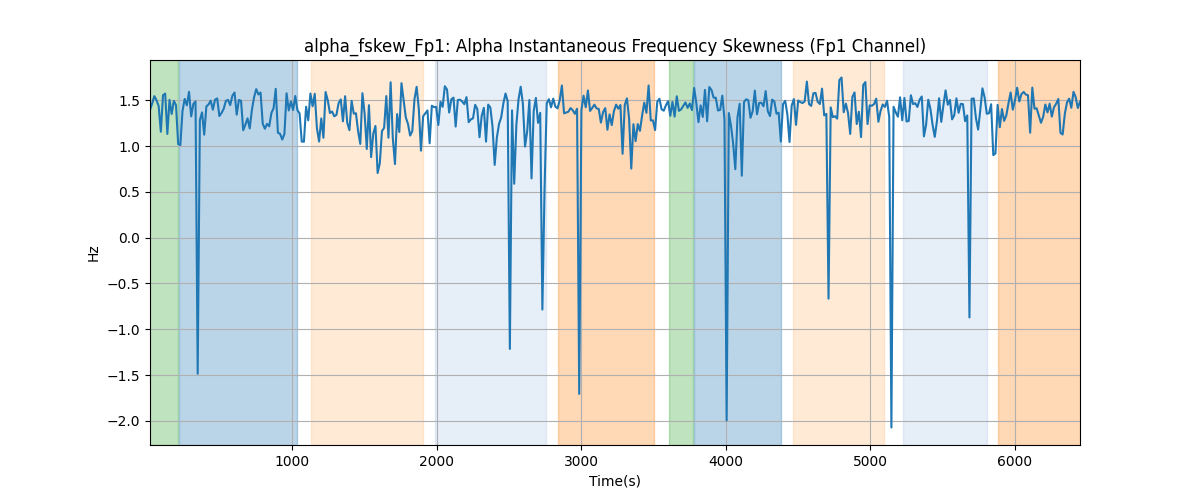 alpha_fskew_Fp1: Alpha Instantaneous Frequency Skewness (Fp1 Channel)
Hz
1.5
1.0
0.5
0.0
−0.5
−1.0
−1.5
−2.0
1000 2000 3000 4000 5000 6000
Time(s)